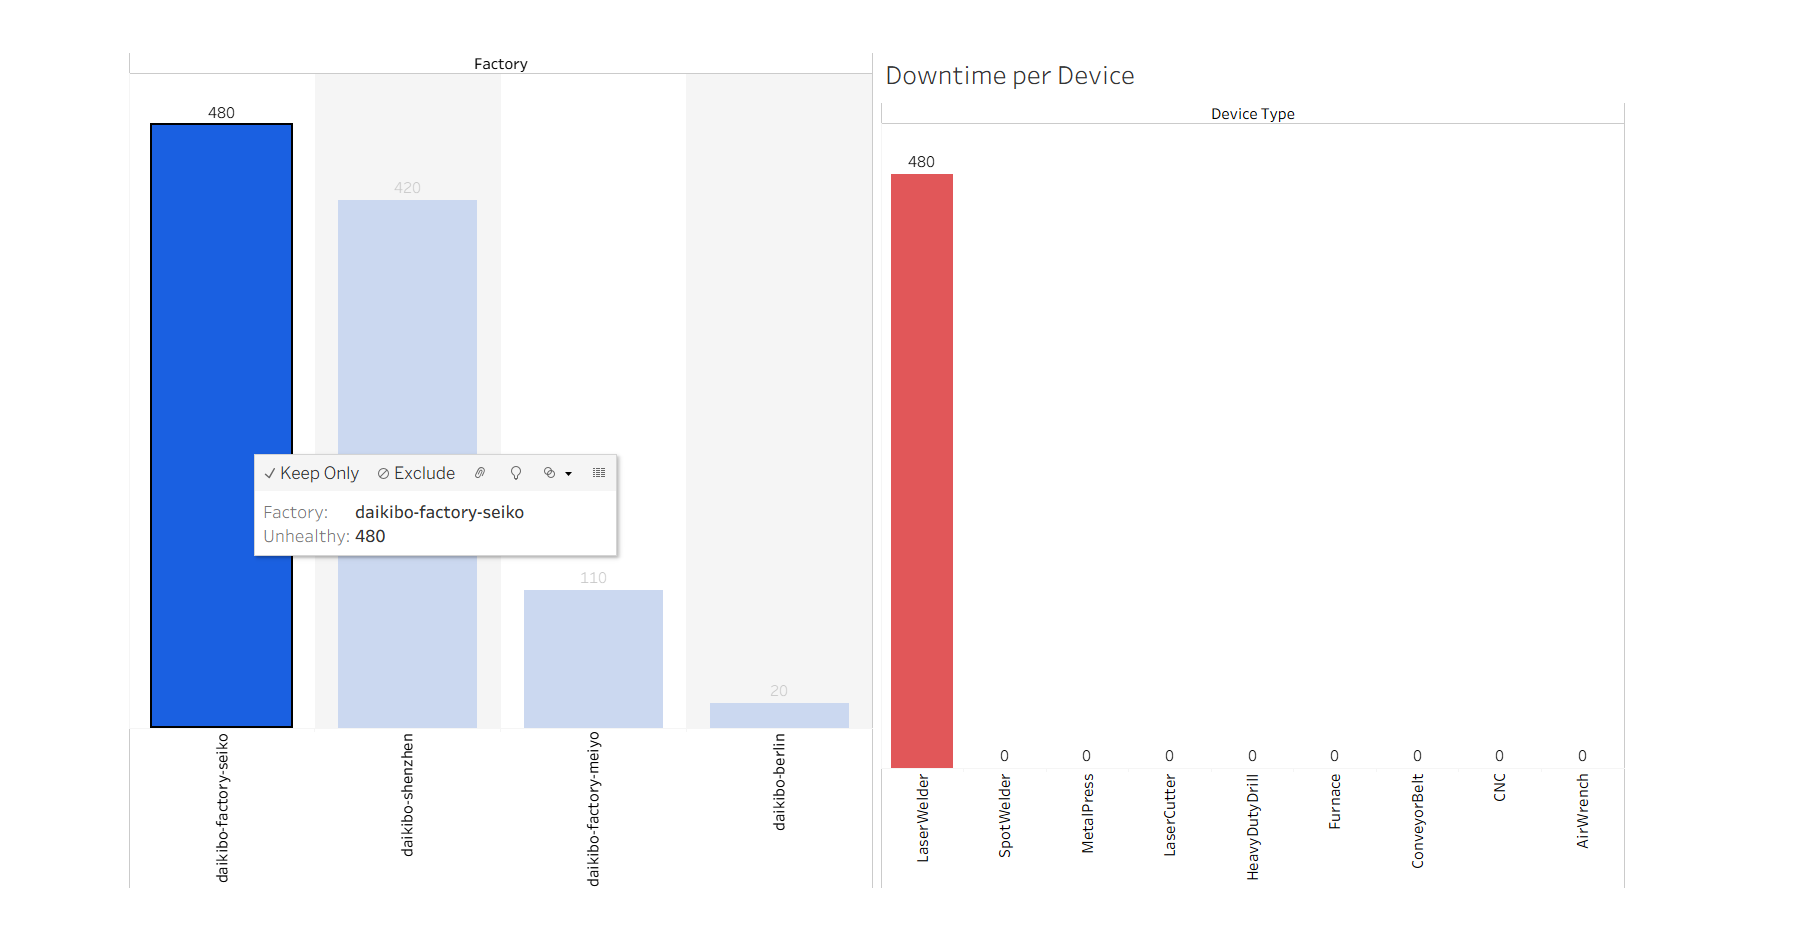 Factory
480
420
110
20
Keep Only Exclude
Factory: daikibo-factory-seiko
Unhealthy: 480
daikibo-factory-seiko
daikibo-shenzhen
daikibo-factory-meiyo
daikibo-berlin
Downtime per Device
Device Type
480
0
0
0
0
0
0
0
0
LaserWelder
SpotWelder
MetalPress
LaserCutter
HeavyDutyDrill
Furnace
ConveyorBelt
CNC
AirWrench